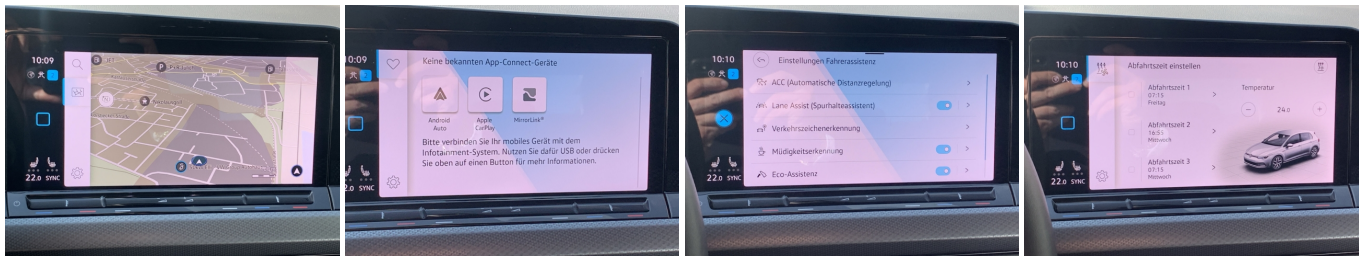 10:09
22.0 SYNC
10:09
Keine bekannten App-Connect-Geräte
Android
Auto
Apple
CarPlay
MirrorLink
Bitte verbinden Sie Ihr mobiles Gerät mit dem
Infotainment-System. Nutzen Sie dafür USB oder drücken
Sie oben auf einen Button für mehr Informationen.
22.0 SYNC
10:10
Einstellungen Fahrerassistenz
ACC (Automatische Distanzregelung)
Lane Assist (Spurhalteassistent)
Verkehrszeichenerkennung
Müdigkeitserkennung
Eco-Assistenz
22.0 SYNC
10:10
Abfahrtszeit einstellen
Abfahrtszeit 1
07:15
Freitag
Abfahrtszeit 2
16:55
Mittwoch
Abfahrtszeit 3
07:15
Mittwoch
Temperatur
24.0
22.0 SYNC